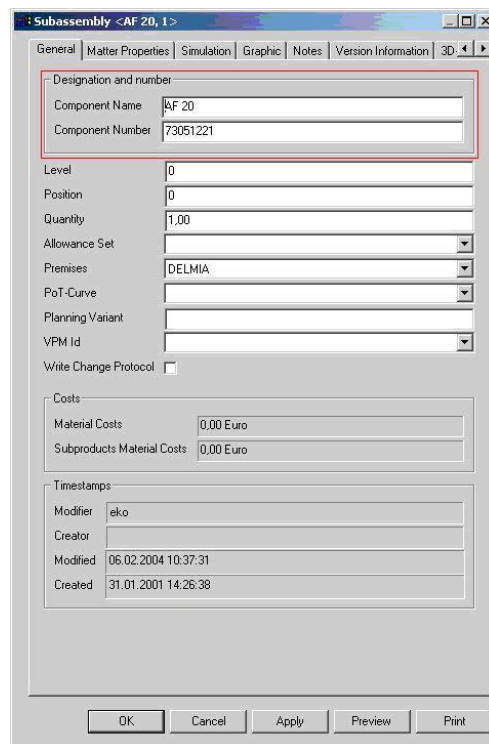 Subassembly <AF 20, 1>
General Matter Properties Simulation Graphic Notes Version Information 3D-
Designation and number
Component Name AF 20
Component Number 73051221
Level 0
Position 0
Quantity 1,00
Allowance Set
Premises DELMIA
PoT-Curve
Planning Variant
VPM Id
Write Change Protocol
Costs
Material Costs 0,00 Euro
Subproducts Material Costs 0,00 Euro
Timestamps
Modifier eko
Creator
Modified 06.02.2004 10:37:31
Created 31.01.2001 14:26:38
OK Cancel Apply Preview Print